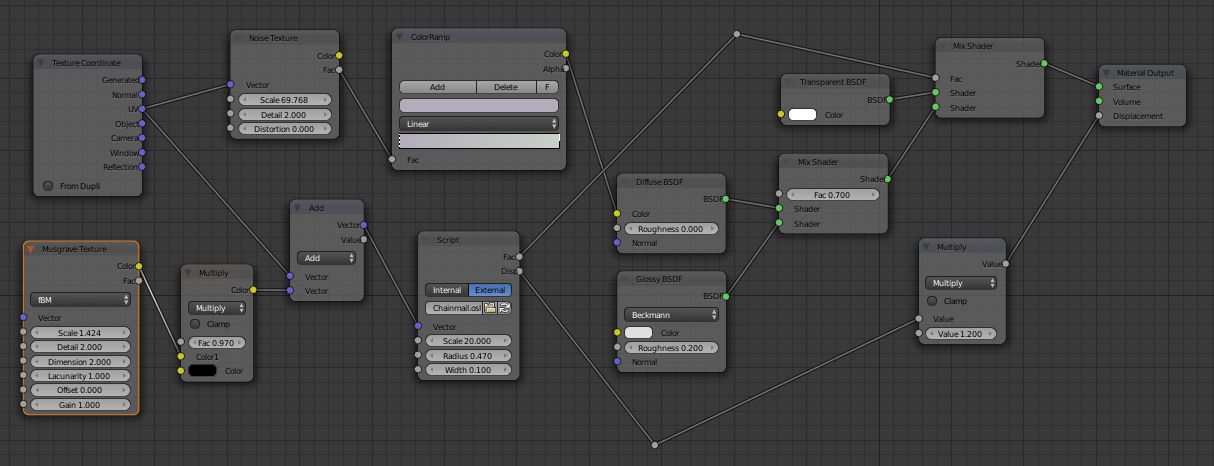 Texture Coordinate
Generated
Normal
UV
Object
Camera
Window
Reflection
From Dupli
Noise Texture
Color
Fac
Vector
Scale 69.768
Detail 2.000
Distortion 0.000
ColorRamp
Color
Alpha
Add
Delete
F
Linear
Fac
Musgrave Texture
Color
Fac
fBM
Vector
Scale 1.424
Detail 2.000
Dimension 2.000
Lacunarity 1.000
Offset 0.000
Gain 1.000
Multiply
Color
Multiply
Clamp
Fac 0.970
Color1
Color
Add
Vector
Value
Add
Vector
Vector
Script
Fac
Disp
Internal
External
Chainmail.osl
Vector
Scale 20.000
Radius 0.470
Width 0.100
Diffuse BSDF
BSDF
Color
Roughness 0.000
Normal
Glossy BSDF
BSDF
Beckmann
Color
Roughness 0.200
Normal
Transparent BSDF
BSDF
Color
Mix Shader
Shader
Fac 0.700
Shader
Shader
Mix Shader
Shader
Fac
Shader
Shader
Multiply
Value
Multiply
Clamp
Value
Value 1.200
Material Output
Surface
Volume
Displacement